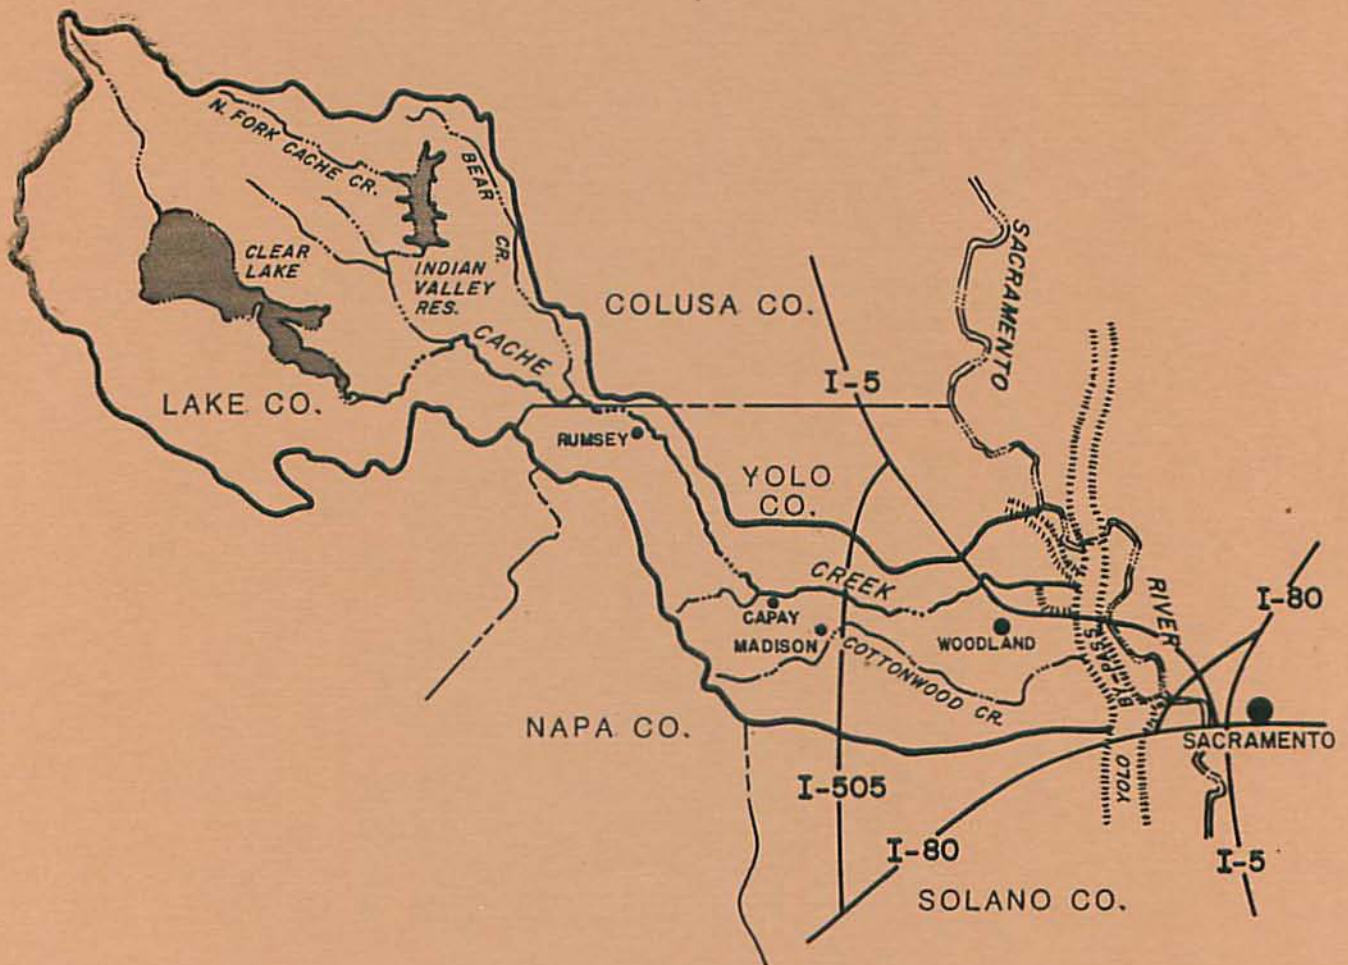 N. FORK CACHE CR.
BEAR CR.
CLEAR
LAKE
INDIAN
VALLEY
RES.
SACRAMENTO
COLUSA CO.
CACHE
I-5
LAKE CO.
RUMSEY
YOLO
CO.
CREEK
RIVER
I-80
CAPAY
MADISON
WOODLAND
COTTONWOOD CR.
BY-PASS
NAPA CO.
SACRAMENTO
YOLO
I-505
I-80
I-5
SOLANO CO.